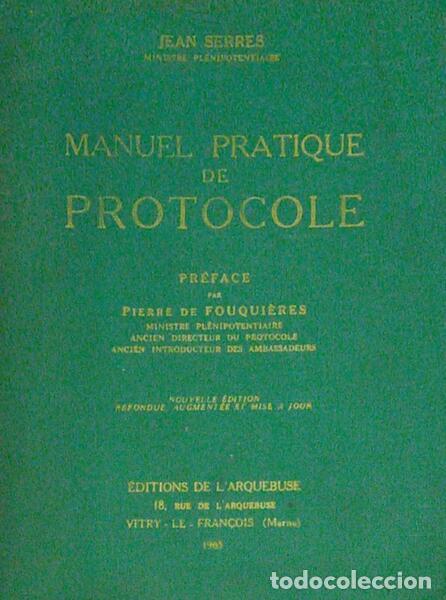 JEAN SERRES
MINISTRE PLÉNIPOTENTIAIRE
MANUEL PRATIQUE
DE
PROTOCOLE
PRÉFACE
PAR
PIERRE DE FOUQUIÈRES
MINISTRE PLÉNIPOTENTIAIRE
ANCIEN DIRECTEUR DU PROTOCOLE
ANCIEN INTRODUCTEUR DES AMBASSADEURS
NOUVELLE ÉDITION
REFONDUE, AUGMENTÉE ET MISE A JOUR
ÉDITIONS DE L'ARQUEBUSE
18, RUE DE L'ARQUEBUSE
VITRY - LE - FRANÇOIS (Marne)
1965
todocoleccion